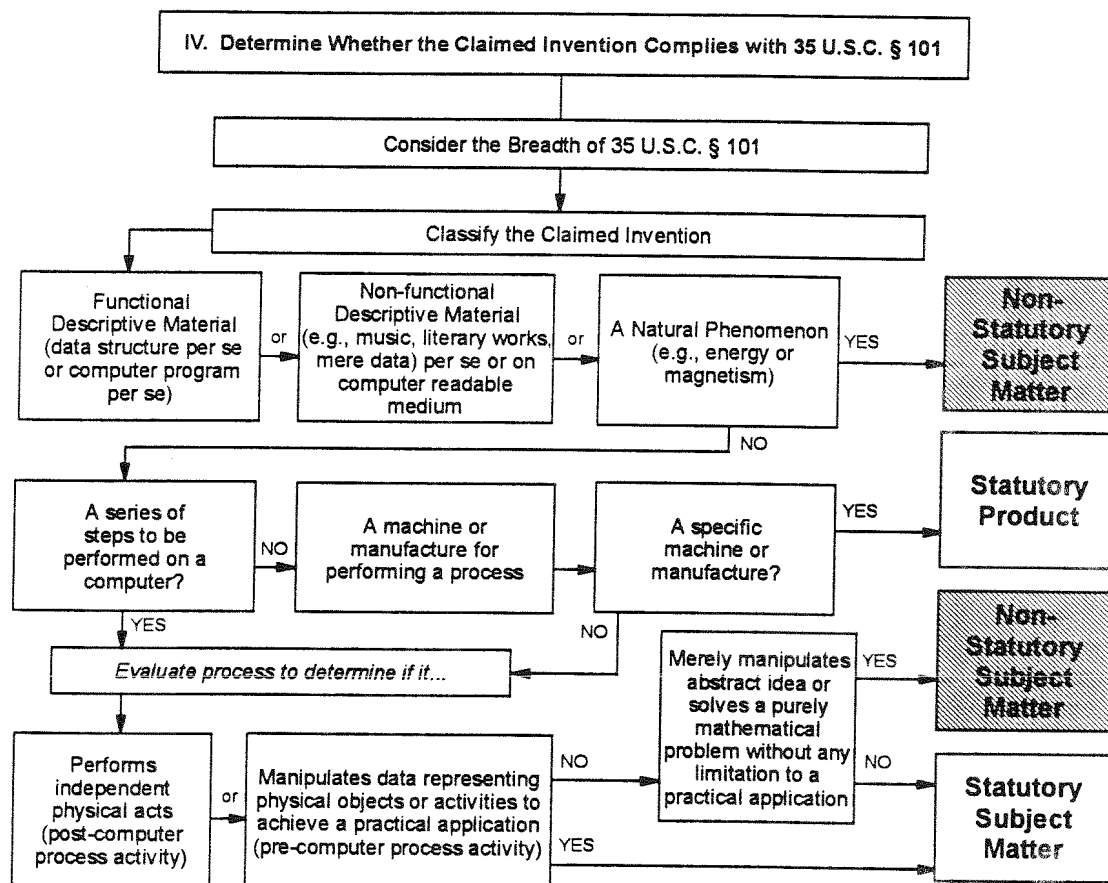 IV. Determine Whether the Claimed Invention Complies with 35 U.S.C. § 101
Consider the Breadth of 35 U.S.C. § 101
Classify the Claimed Invention
Functional
Descriptive Material
(data structure per se
or computer program
per se)
or
Non-functional
Descriptive Material
(e.g., music, literary works,
mere data) per se or on
computer readable
medium
or
A Natural Phenomenon
(e.g., energy or
magnetism)
YES
Non-
Statutory
Subject
Matter
NO
A series of
steps to be
performed on a
computer?
NO
A machine or
manufacture for
performing a process
A specific
machine or
manufacture?
YES
Statutory
Product
YES
NO
Evaluate process to determine if it...
Merely manipulates
abstract idea or
solves a purely
mathematical
problem without any
limitation to a
practical application
YES
Non-
Statutory
Subject
Matter
NO
Performs
independent
physical acts
(post-computer
process activity)
or
Manipulates data representing
physical objects or activities to
achieve a practical application
(pre-computer process activity)
NO
YES
Statutory
Subject
Matter